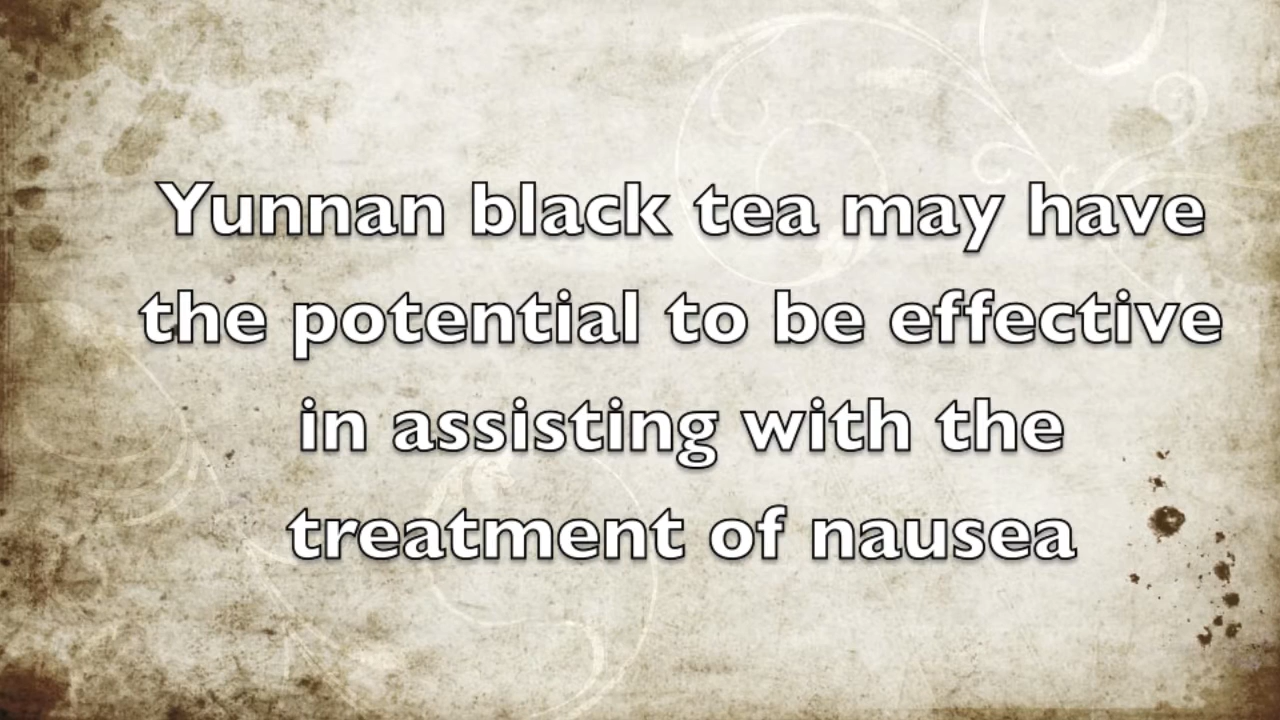 Yunnan black tea may have
the potential to be effective
in assisting with the
treatment of nausea